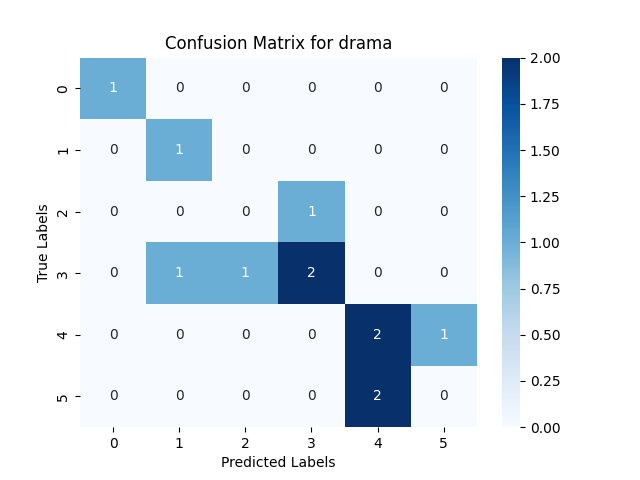 Confusion Matrix for drama
True Labels
0 1 0 0 0 0 0
1 0 1 0 0 0 0
2 0 0 0 1 0 0
3 0 1 1 2 0 0
4 0 0 0 0 2 1
5 0 0 0 0 2 0
0 1 2 3 4 5
Predicted Labels
2.00
1.75
1.50
1.25
1.00
0.75
0.50
0.25
0.00